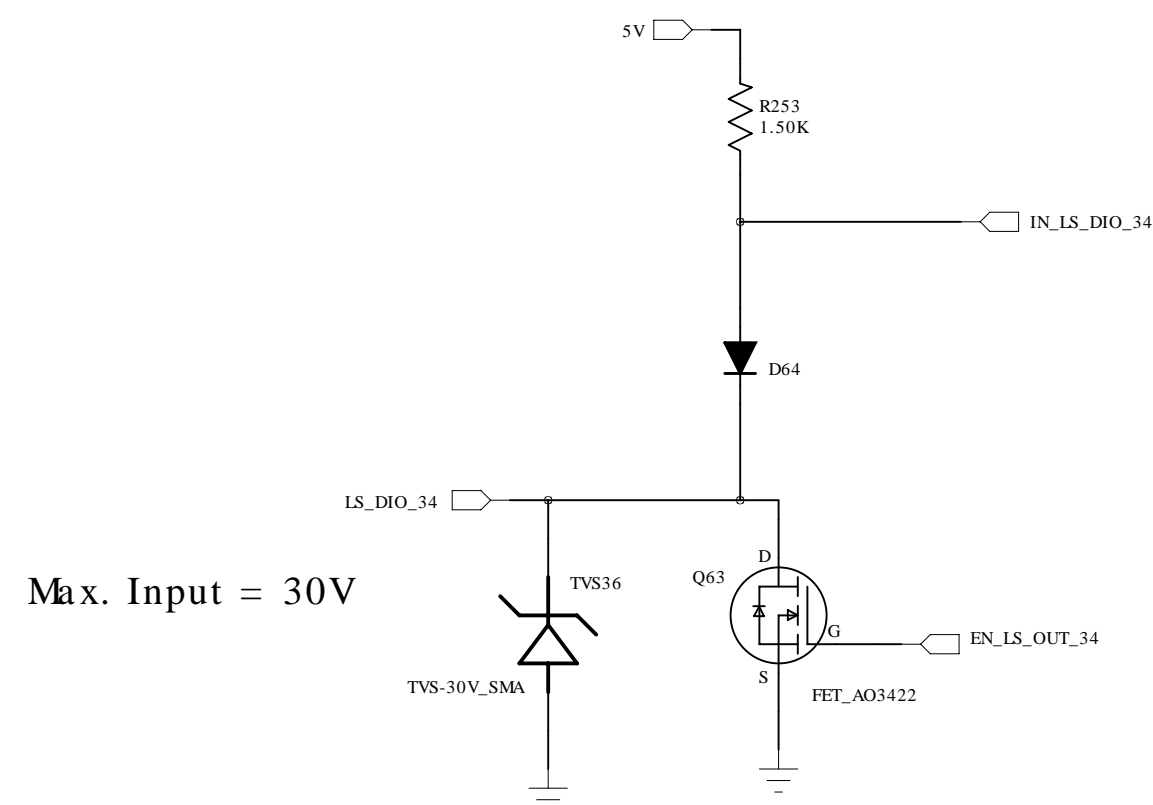 5V
R253
1.50K
IN_LS_DIO_34
D64
LS_DIO_34
D
Q63
TVS36
Max. Input = 30V
G
EN_LS_OUT_34
S
TVS-30V_SMA
FET_AO3422